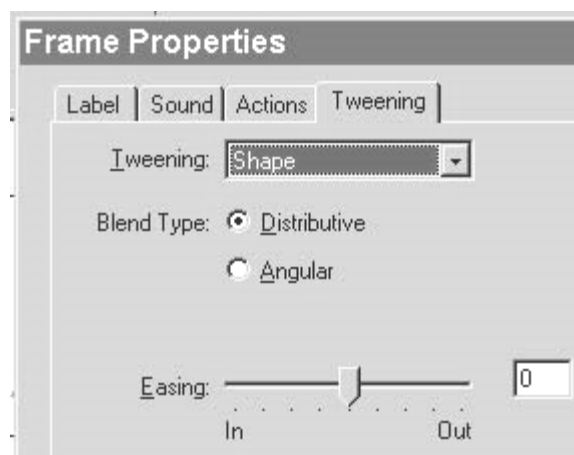 Frame Properties
Label Sound Actions Tweening
Tweening: Shape
Blend Type: Distributive
Angular
Easing: 0
In Out